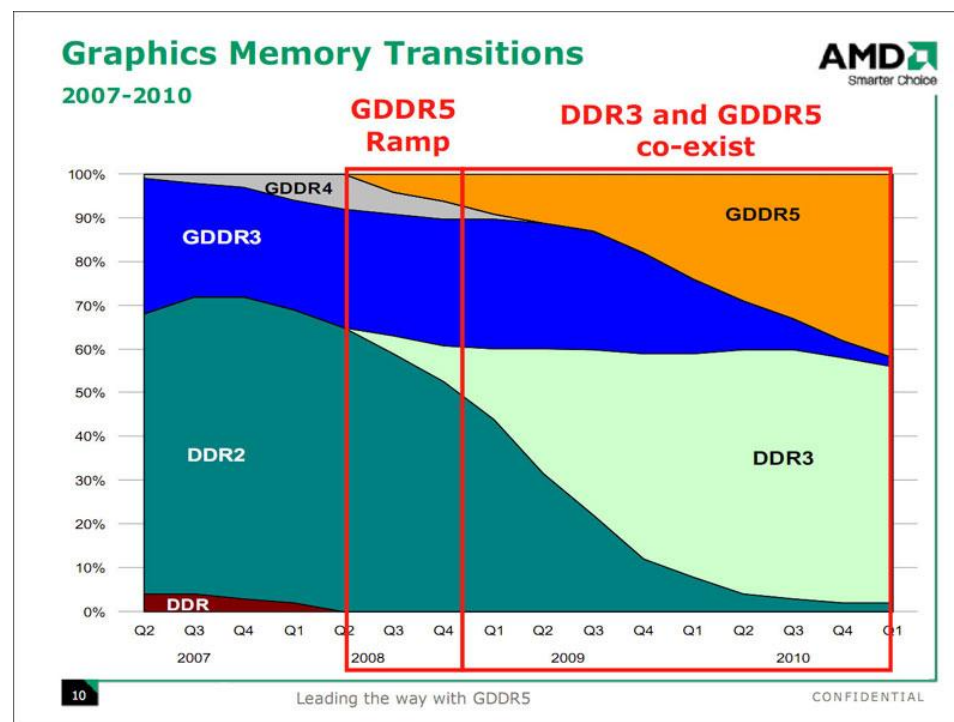 Graphics Memory Transitions
2007-2010
AMD
Smarter Choice
GDDR5
Ramp
DDR3 and GDDR5
co-exist
100%
90%
80%
70%
60%
50%
40%
30%
20%
10%
0%
GDDR4
GDDR5
GDDR3
DDR2
DDR3
DDR
Q2 Q3 Q4 Q1 Q2 Q3 Q4 Q1 Q2 Q3 Q4 Q1 Q2 Q3 Q4 Q1
2007 2008 2009 2010
10 Leading the way with GDDR5 CONFIDENTIAL